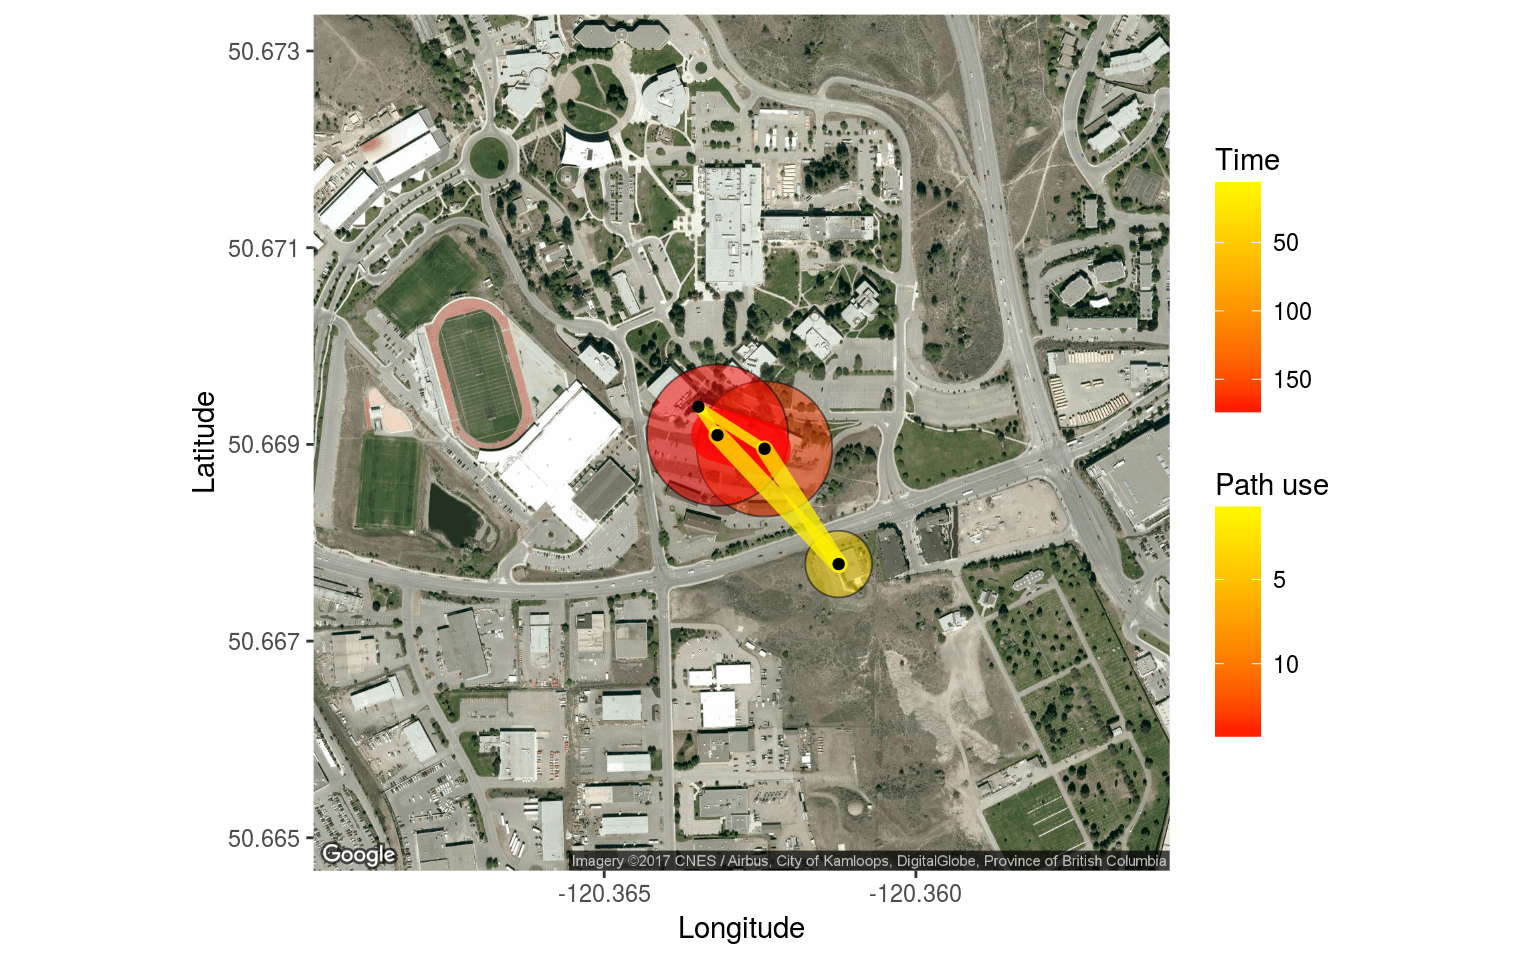 50.673
50.671
50.669
50.667
50.665
Latitude
-120.365
-120.360
Longitude
Google
Imagery ©2017 CNES / Airbus, City of Kamloops, DigitalGlobe, Province of British Columbia
Time
50
100
150
Path use
5
10